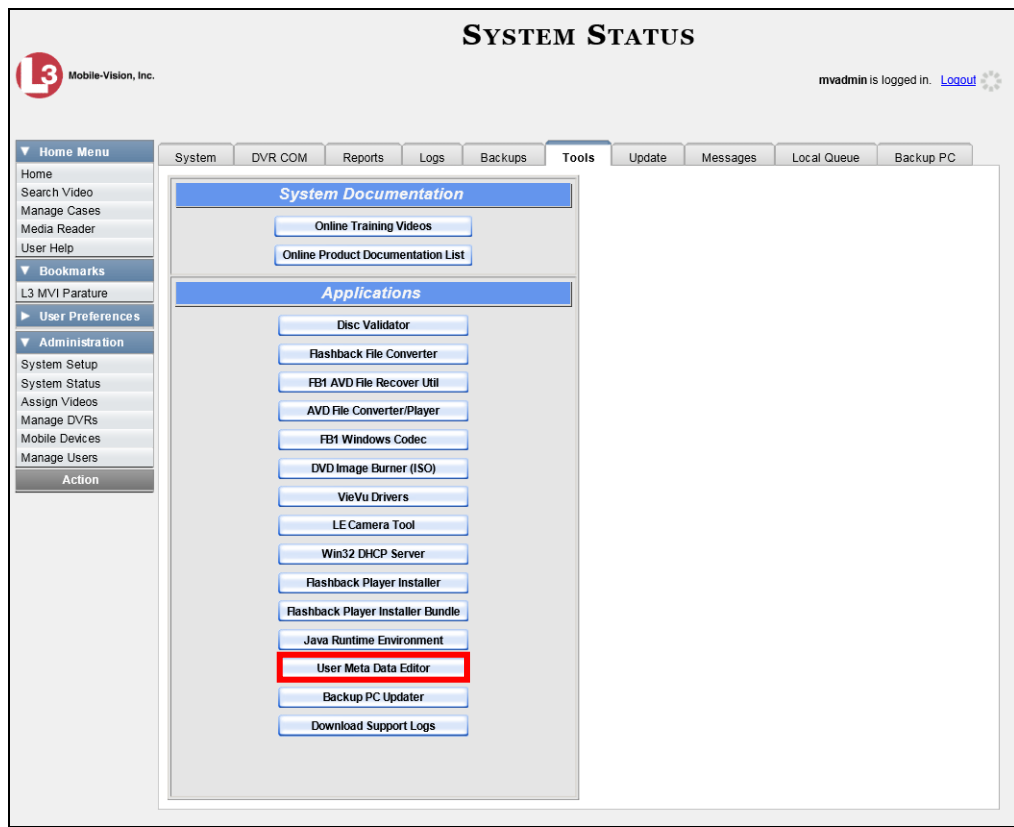 SYSTEM STATUS
L3 Mobile-Vision, Inc.
mvadmin is logged in. Logout
▼ Home Menu
Home
Search Video
Manage Cases
Media Reader
User Help
▼ Bookmarks
L3 MVI Parature
► User Preferences
▼ Administration
System Setup
System Status
Assign Videos
Manage DVRs
Mobile Devices
Manage Users
Action
System DVR COM Reports Logs Backups Tools Update Messages Local Queue Backup PC
System Documentation
Online Training Videos
Online Product Documentation List
Applications
Disc Validator
Flashback File Converter
FB1 AVD File Recover Util
AVD File Converter/Player
FB1 Windows Codec
DVD Image Burner (ISO)
VieVu Drivers
LE Camera Tool
Win32 DHCP Server
Flashback Player Installer
Flashback Player Installer Bundle
Java Runtime Environment
User Meta Data Editor
Backup PC Updater
Download Support Logs